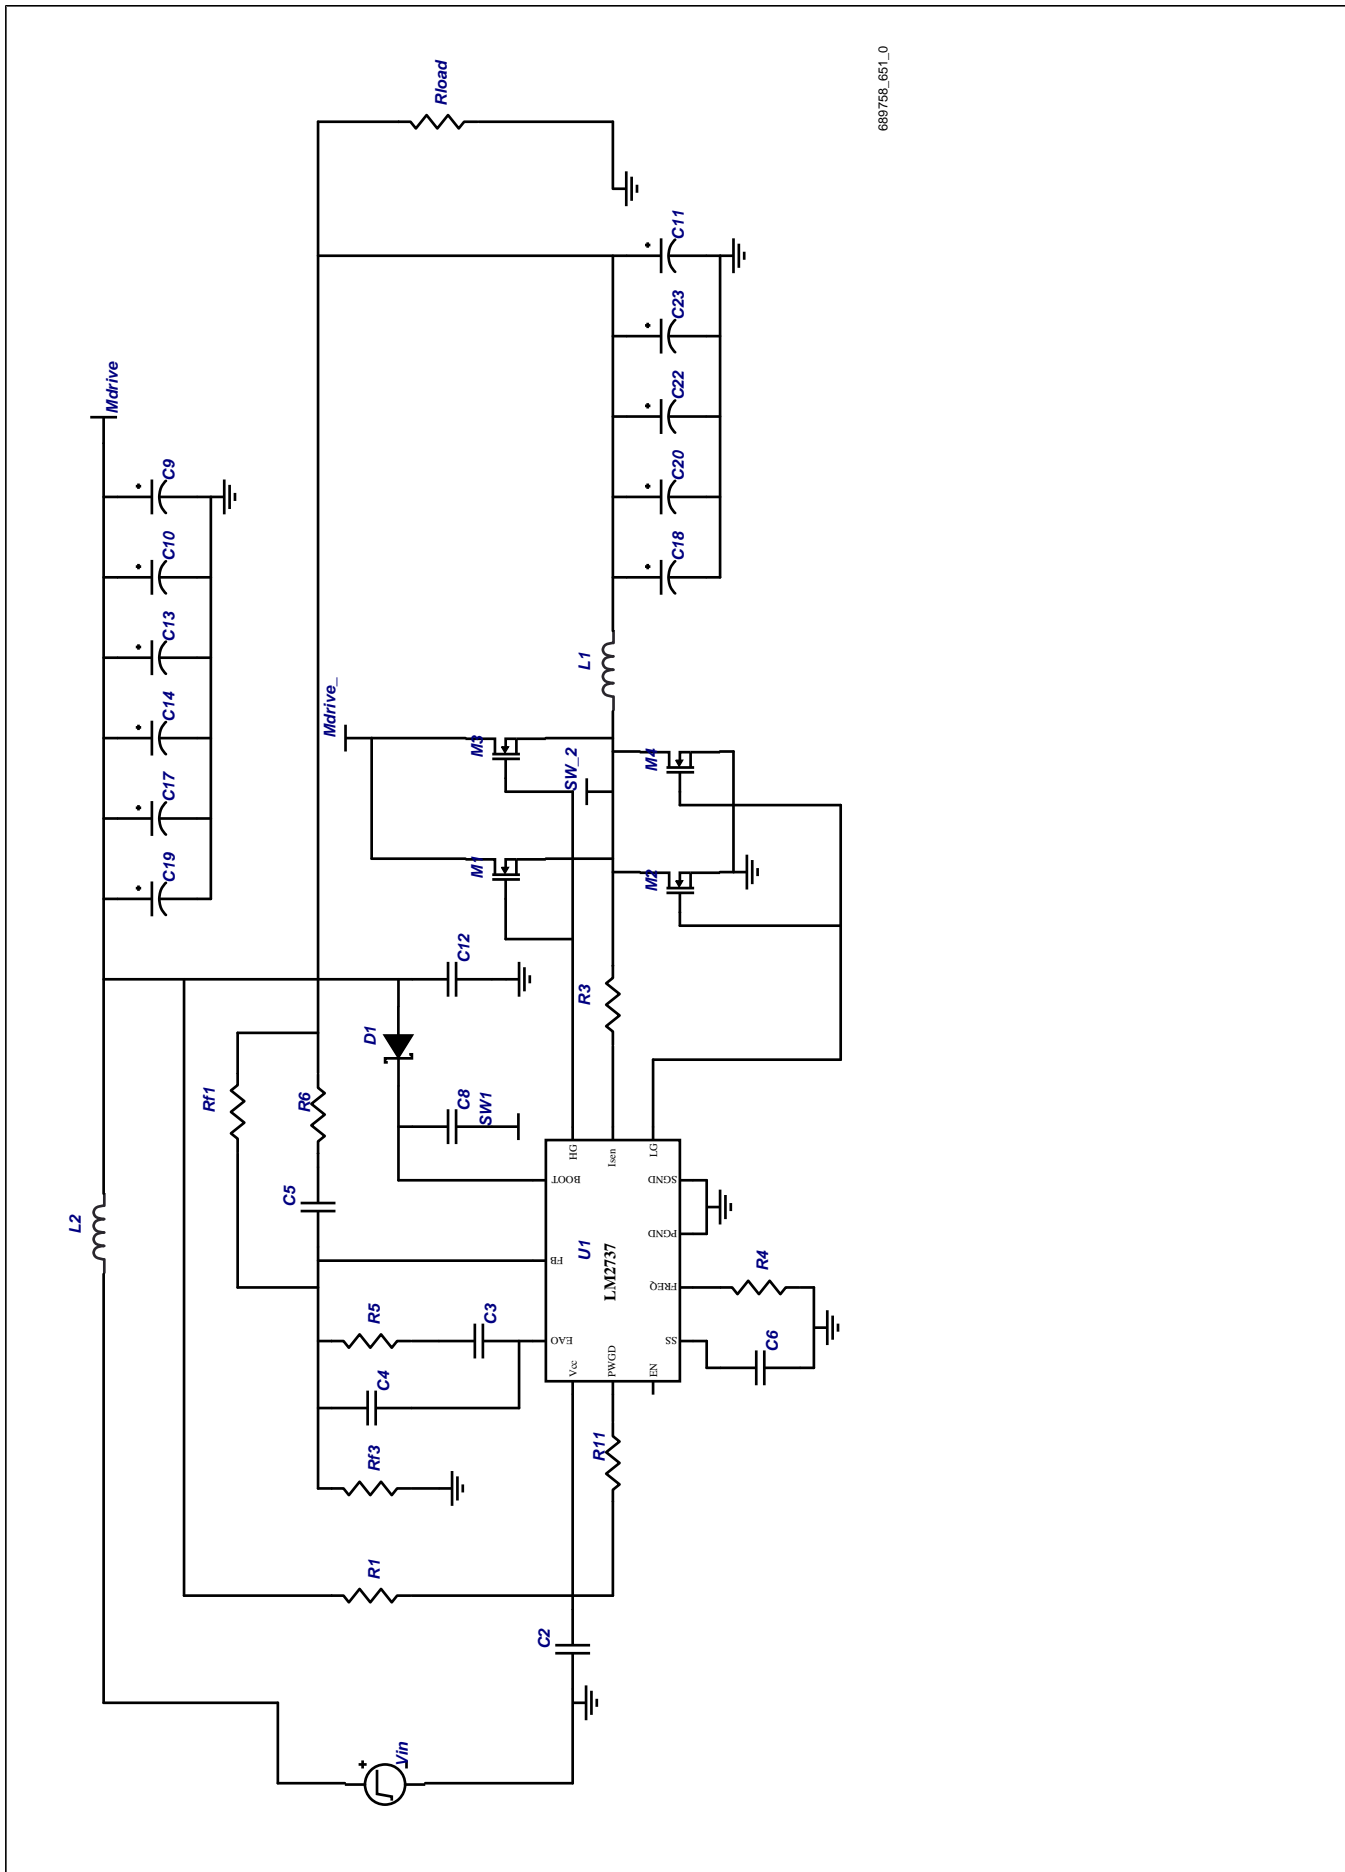 689758_651_0
Rload
C11
C23
C22
C20
C18
Mdrive
C9
C10
C13
C14
C17
C19
L1
Mdrive_
M3
SW_2
M4
M1
M2
C12
R3
D1
C8
SW1
Rf1
R6
C5
L2
HG
Isen
LG
BOOT
SGND
PGND
FB
U1
LM2737
FREQ
EAO
SS
Vcc
PWGD
EN
R4
C6
R5
C3
C4
Rf3
R11
R1
C2
+
Vin
-